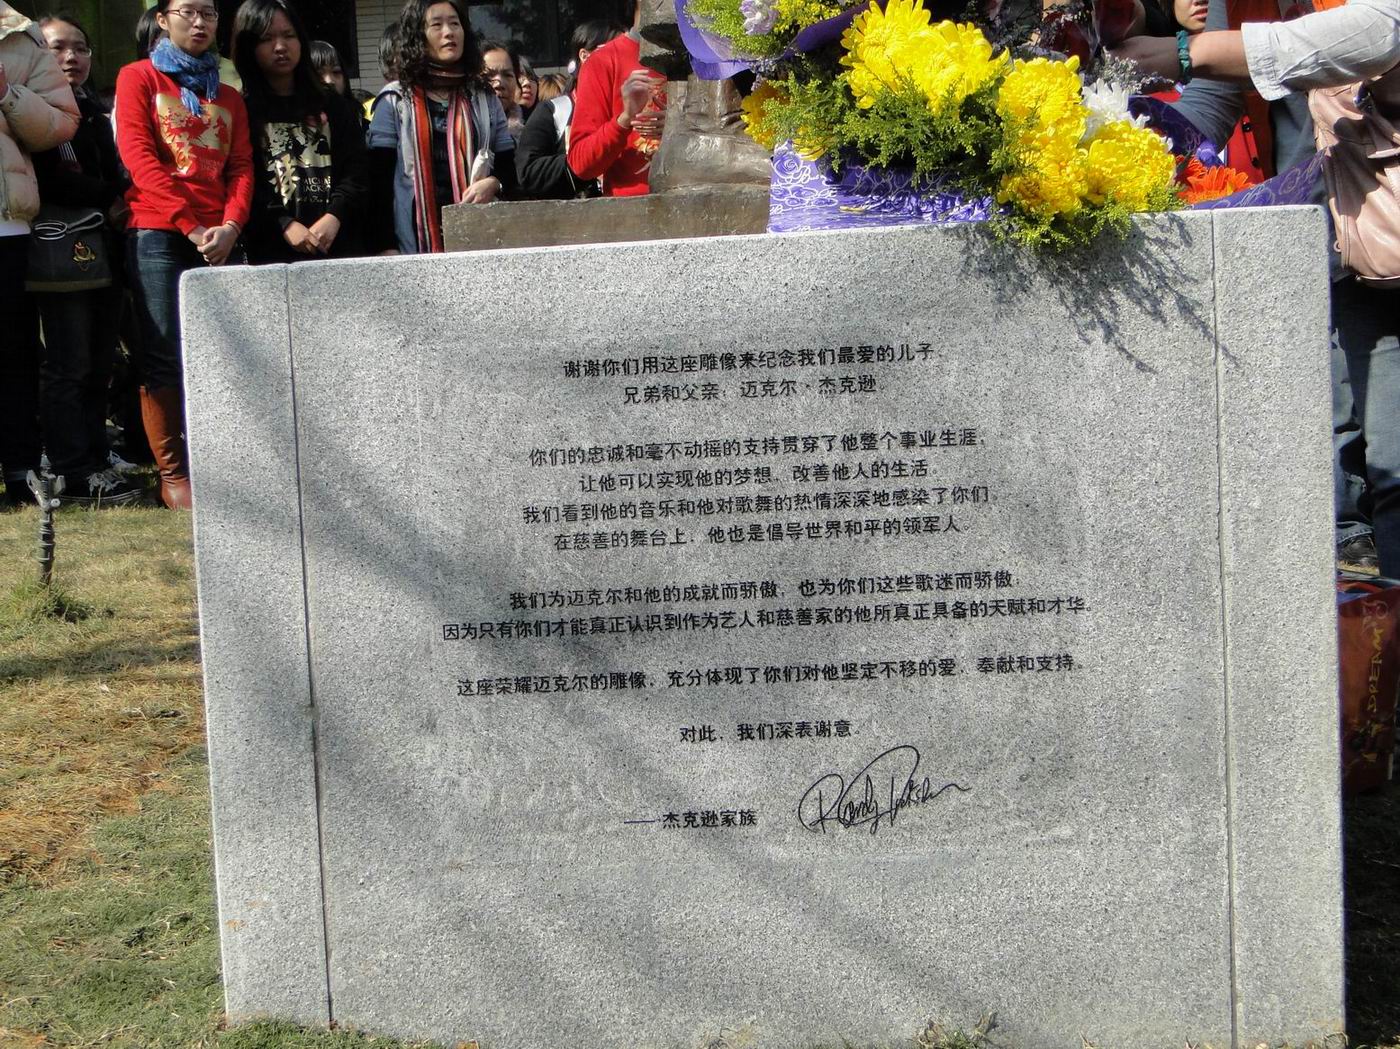 谢谢你们用这座雕像来纪念我们最爱的儿子,
兄弟和父亲: 迈克尔·杰克逊。
你们的忠诚和毫不动摇的支持贯穿了他整个事业生涯,
让他可以实现他的梦想, 改善他人的生活。
我们看到他的音乐和他对歌舞的热情深深地感染了你们。
在慈善的舞台上, 他也是倡导世界和平的领军人。
我们为迈克尔和他的成就而骄傲, 也为你们这些歌迷而骄傲,
因为只有你们才能真正认识到作为艺人和慈善家的他所真正具备的天赋和才华。
这座荣耀迈克尔的雕像, 充分体现了你们对他坚定不移的爱, 奉献和支持。
对此, 我们深表谢意。
——杰克逊家族
Randy Jackson